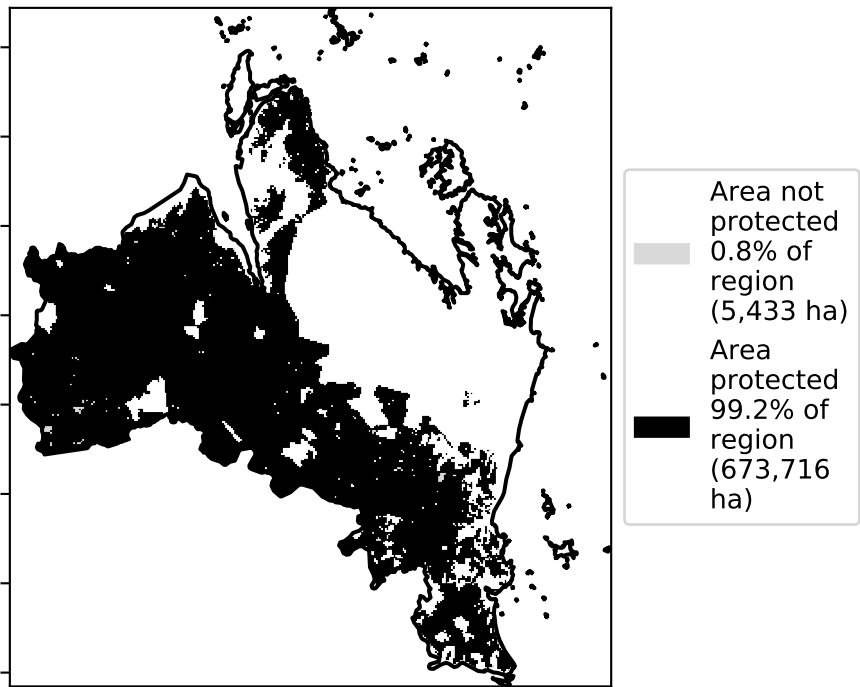 Area not
protected
0.8% of
region
(5,433 ha)
Area
protected
99.2% of
region
(673,716
ha)